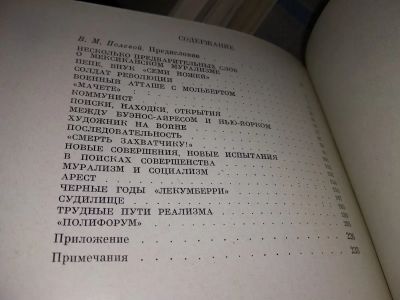 СОДЕРЖАНИЕ
В. М. Полевой. Предисловие
НЕСКОЛЬКО ПРЕДВАРИТЕЛЬНЫХ СЛОВ
О МЕКСИКАНСКОМ МУРАЛИЗМЕ
ПЕПЕ, ВНУК «СЕМИ НОЖЕЙ»
СОЛДАТ РЕВОЛЮЦИИ
ВОЕННЫЙ АТТАШЕ С МОЛЬБЕРТОМ
«МАЧЕТЕ»
КОММУНИСТ
ПОИСКИ, НАХОДКИ, ОТКРЫТИЯ
МЕЖДУ БУЭНОС-АЙРЕСОМ И НЬЮ-ЙОРКОМ
ХУДОЖНИК НА ВОЙНЕ
ПОСЛЕДОВАТЕЛЬНОСТЬ
«СМЕРТЬ ЗАХВАТЧИКУ!»
НОВЫЕ СОВЕРШЕНИЯ, НОВЫЕ ИСПЫТАНИЯ
В ПОИСКАХ СОВЕРШЕНСТВА
МУРАЛИЗМ И СОЦИАЛИЗМ
АРЕСТ
ЧЕРНЫЕ ГОДЫ «ЛЕКУМБЕРРИ»
СУДИЛИЩЕ
ТРУДНЫЕ ПУТИ РЕАЛИЗМА
«ПОЛИФОРУМ»
Приложение 226
Примечания